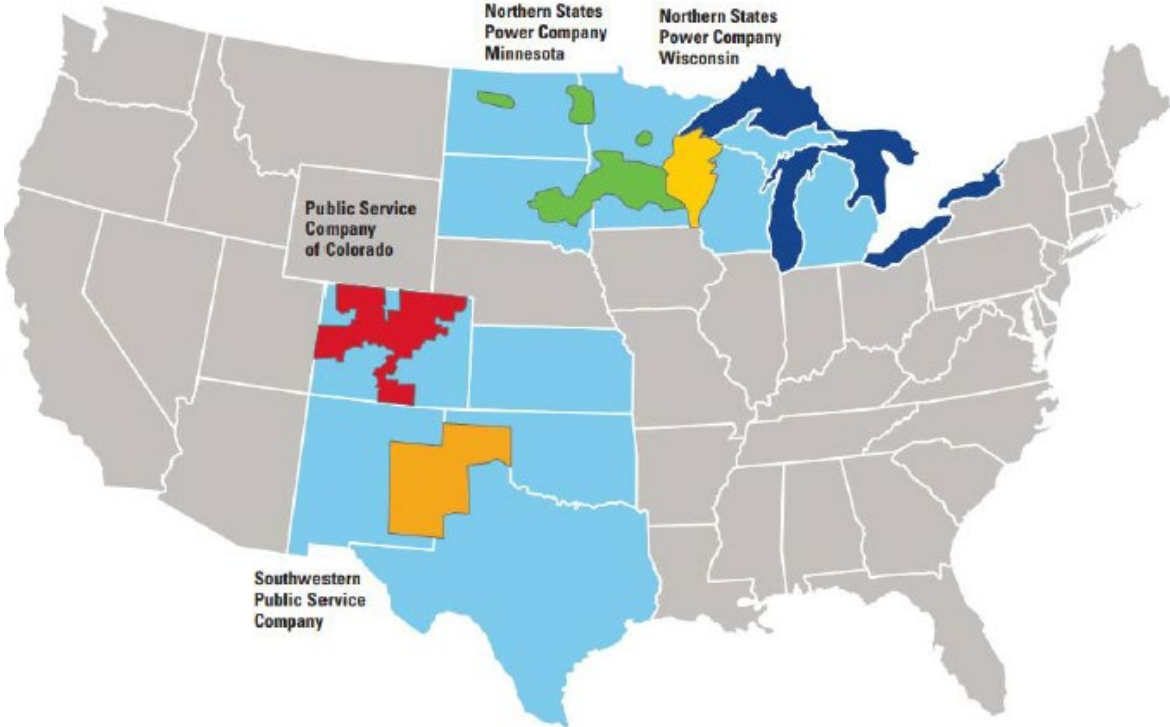 Northern States
Power Company
Minnesota
Northern States
Power Company
Wisconsin
Public Service
Company
of Colorado
Southwestern
Public Service
Company